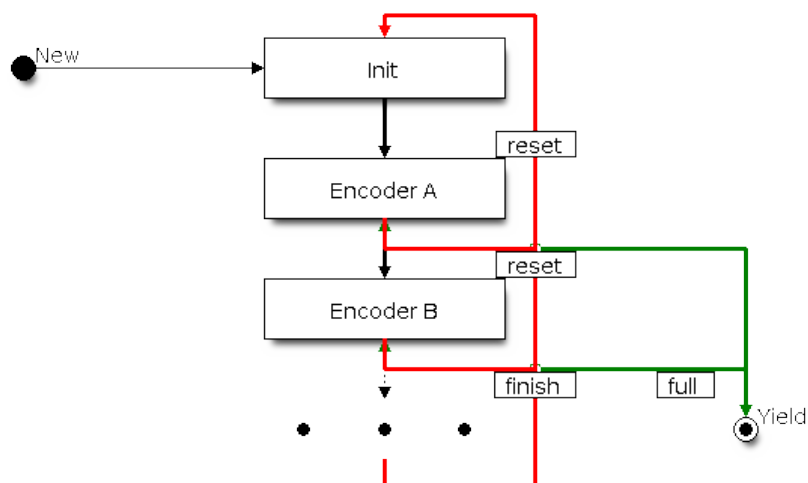 New
Init
reset
Encoder A
reset
Encoder B
finish
full
Yield